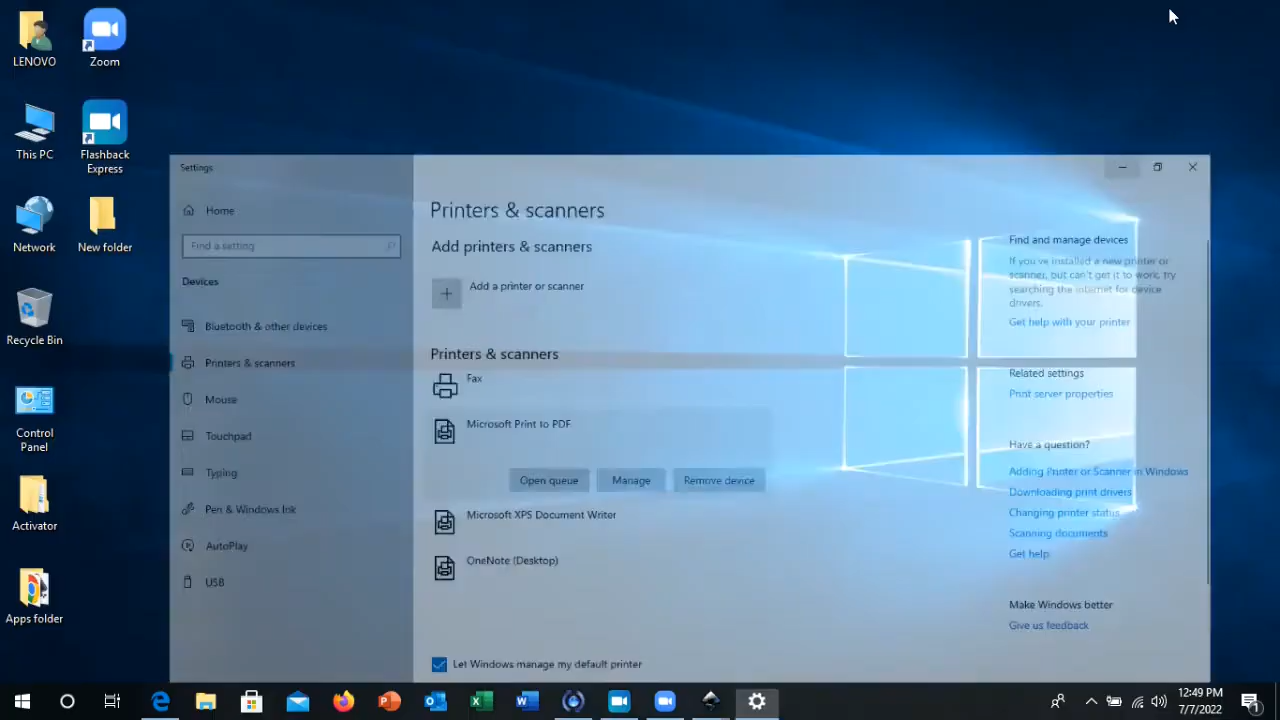 LENOVO
Zoom
This PC
Flashback
Express
Network
New folder
Recycle Bin
Control
Panel
Activator
Apps folder
Settings
Home
Find a setting
Devices
Bluetooth & other devices
Printers & scanners
Mouse
Touchpad
Typing
Pen & Windows Ink
AutoPlay
USB
Printers & scanners
Add printers & scanners
Add a printer or scanner
Printers & scanners
Fax
Microsoft Print to PDF
Open queue
Manage
Remove device
Microsoft XPS Document Writer
OneNote (Desktop)
Let Windows manage my default printer
Find and manage devices
If you've installed a new printer or
scanner, but can't get it to work, try
searching the internet for device
drivers.
Get help with your printer
Related settings
Print server properties
Have a question?
Adding Printer or Scanner in Windows
Downloading print drivers
Changing printer status
Scanning documents
Get help
Make Windows better
Give us feedback
12:49 PM
7/7/2022
1